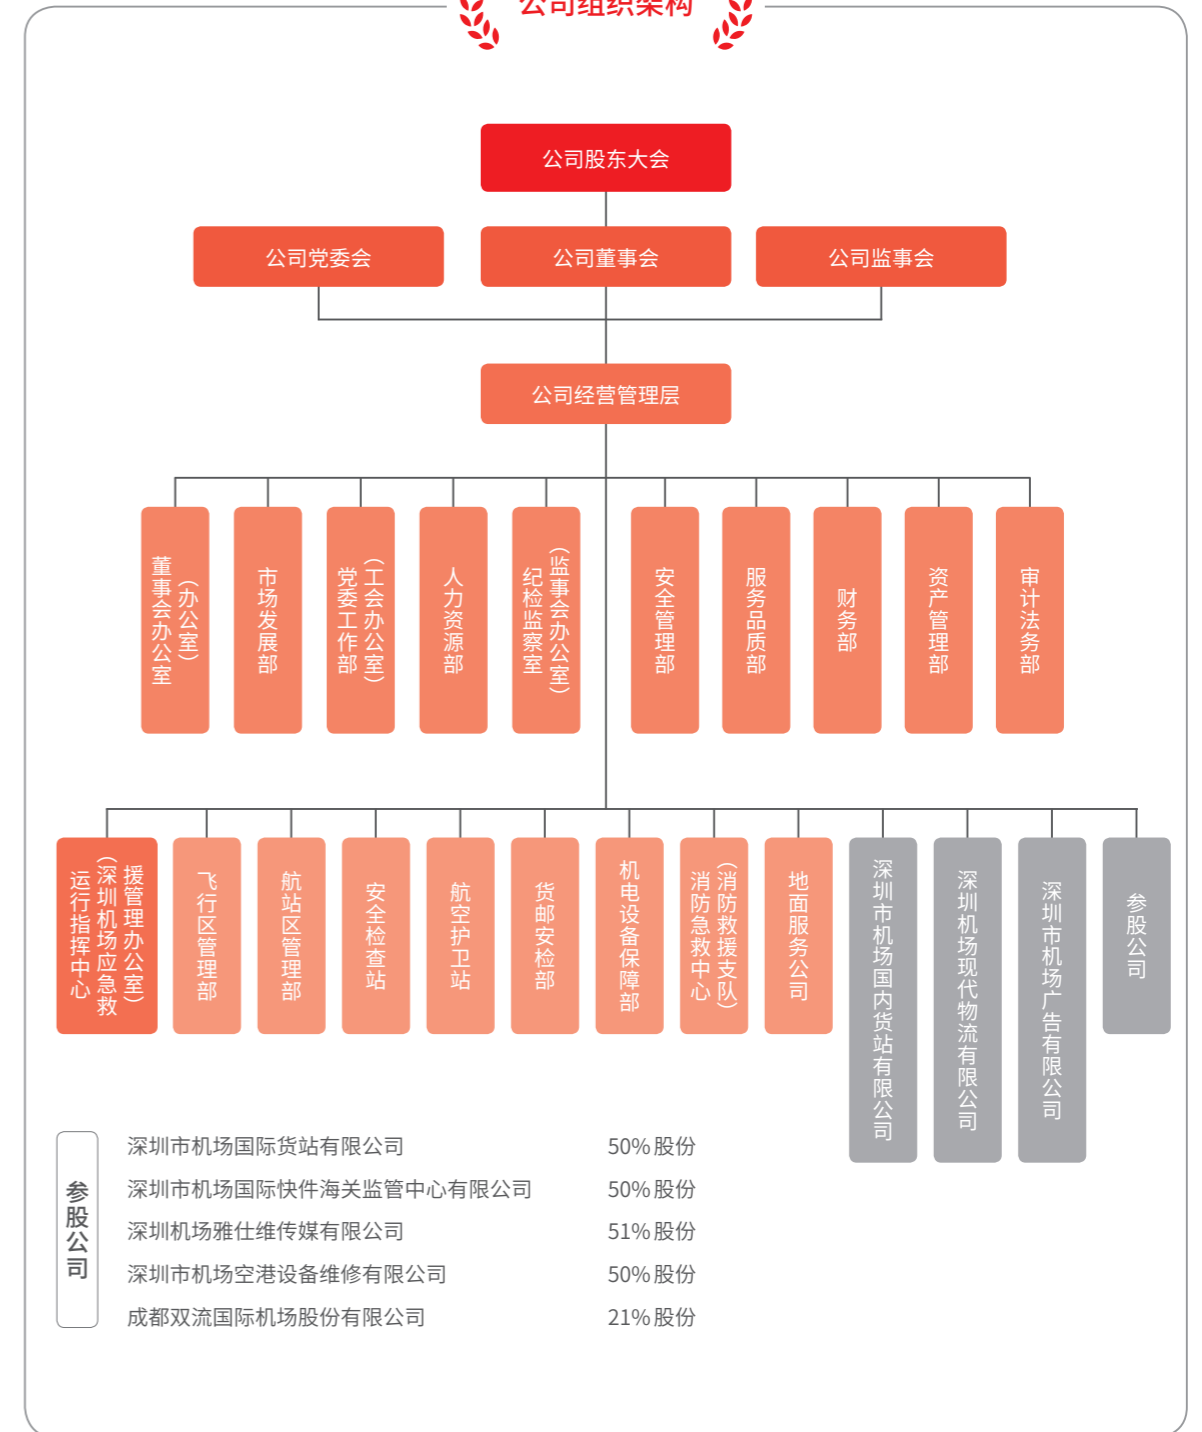 公司组织架构
公司股东大会
公司党委会
公司董事会
公司监事会
公司经营管理层
董事会办公室
（办公室）
市场发展部
党委工作部
（工会办公室）
人力资源部
纪检监察室
（监事会办公室）
安全管理部
服务品质部
财务部
资产管理部
审计法务部
运行指挥中心
（深圳机场应急救
援管理办公室）
飞行区管理部
航站区管理部
安全检查站
航空护卫站
货邮安检部
机电设备保障部
消防急救中心
（消防救援支队）
地面服务公司
深圳市机场国内货站有限公司
深圳机场现代物流有限公司
深圳市机场广告有限公司
参股公司
参股公司
深圳市机场国际货站有限公司 50%股份
深圳市机场国际快件海关监管中心有限公司 50%股份
深圳机场雅仕维传媒有限公司 51%股份
深圳市机场空港设备维修有限公司 50%股份
成都双流国际机场股份有限公司 21%股份